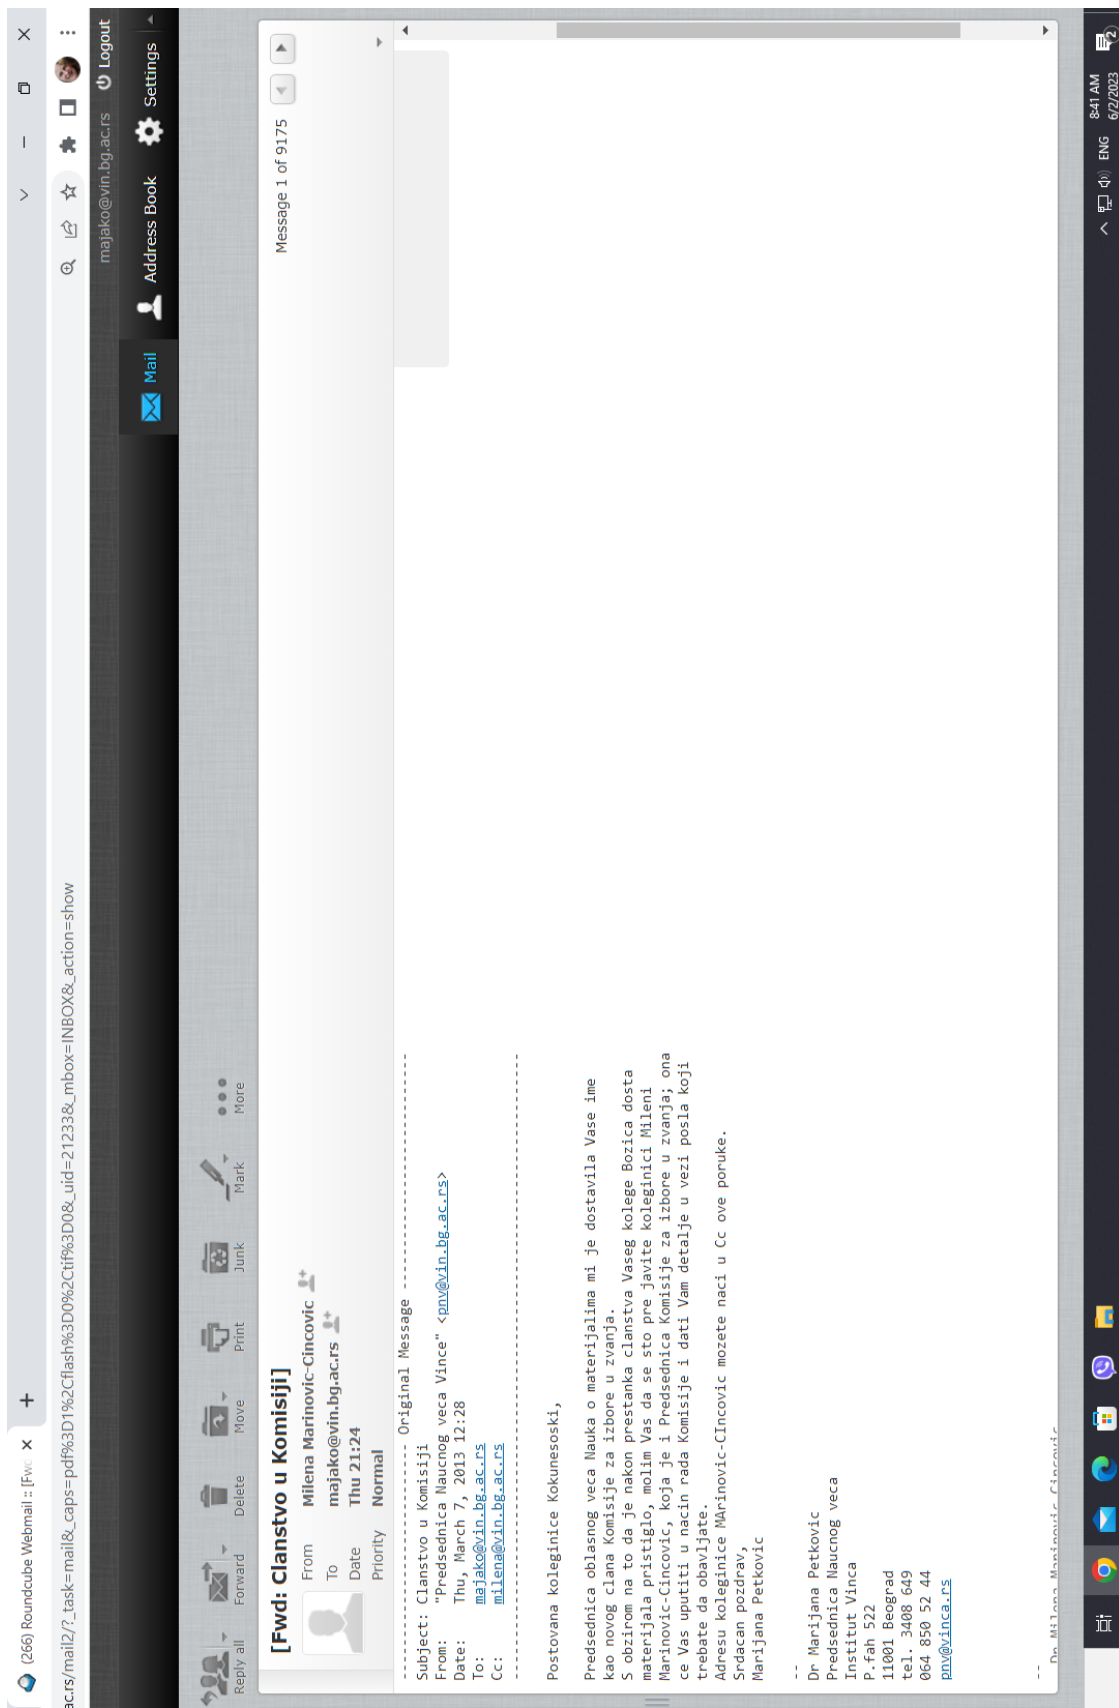 (266) Roundcube Webmail :: [Fwd
ac.rs/mail2/?_task=mail&_caps=pdf%3D1%2Cflash%3D0%2Ctif%3D0&_uid=21233&_mbox=INBOX&_action=show
majako@vin.bg.ac.rs Logout
Mail Address Book Settings
Reply all Forward Delete Move Print Junk Mark More
[Fwd: Clanstvo u Komisiji]
Message 1 of 9175
From Milena Marinovic-Cincovic
To majako@vin.bg.ac.rs
Date Thu 21:24
Priority Normal
---------------------------- Original Message ----------------------------
Subject: Clanstvo u Komisiji
From: "Predsednica Naucnog veca Vince" <pnv@vin.bg.ac.rs>
Date: Thu, March 7, 2013 12:28
To: majako@vin.bg.ac.rs
Cc: milena@vin.bg.ac.rs
--------------------------------------------------------------------------
Postovana koleginice Kokunesoski,
Predsednica oblasnog veca Nauka o materijalima mi je dostavila Vase ime
kao novog clana Komisije za izbore u zvanja.
S obzirom na to da je nakon prestanka clanstva Vaseg kolege Bozica dosta
materijala pristiglo, molim Vas da se sto pre javite koleginici Mileni
Marinovic-Cincovic, koja je i Predsednica Komisije za izbore u zvanja; ona
ce Vas uputiti u nacin rada Komisije i dati Vam detalje u vezi posla koji
trebate da obavljate.
Adresu koleginice MArinovic-CIncovic mozete naci u Cc ove poruke.
Srdacan pozdrav,
Marijana Petkovic
--
Dr Marijana Petkovic
Predsednica Naucnog veca
Institut Vinca
P.fah 522
11001 Beograd
tel. 3408 649
064 850 52 44
pnv@vinca.rs
--
Dr Milena Marinovic Cincovic
ENG 8:41 AM
6/2/2023
2